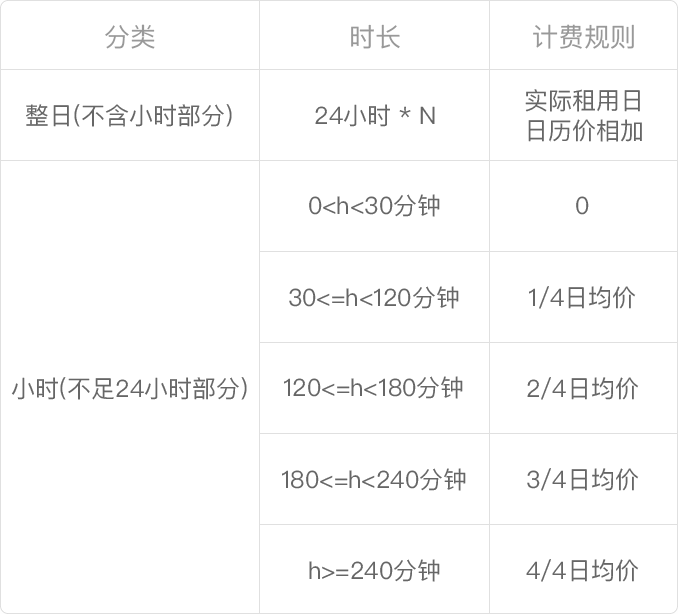 分类
时长
计费规则
整日(不含小时部分)
24小时 * N
实际租用日
日历价相加
小时(不足24小时部分)
0<h<30分钟
0
30<=h<120分钟
1/4日均价
120<=h<180分钟
2/4日均价
180<=h<240分钟
3/4日均价
h>=240分钟
4/4日均价